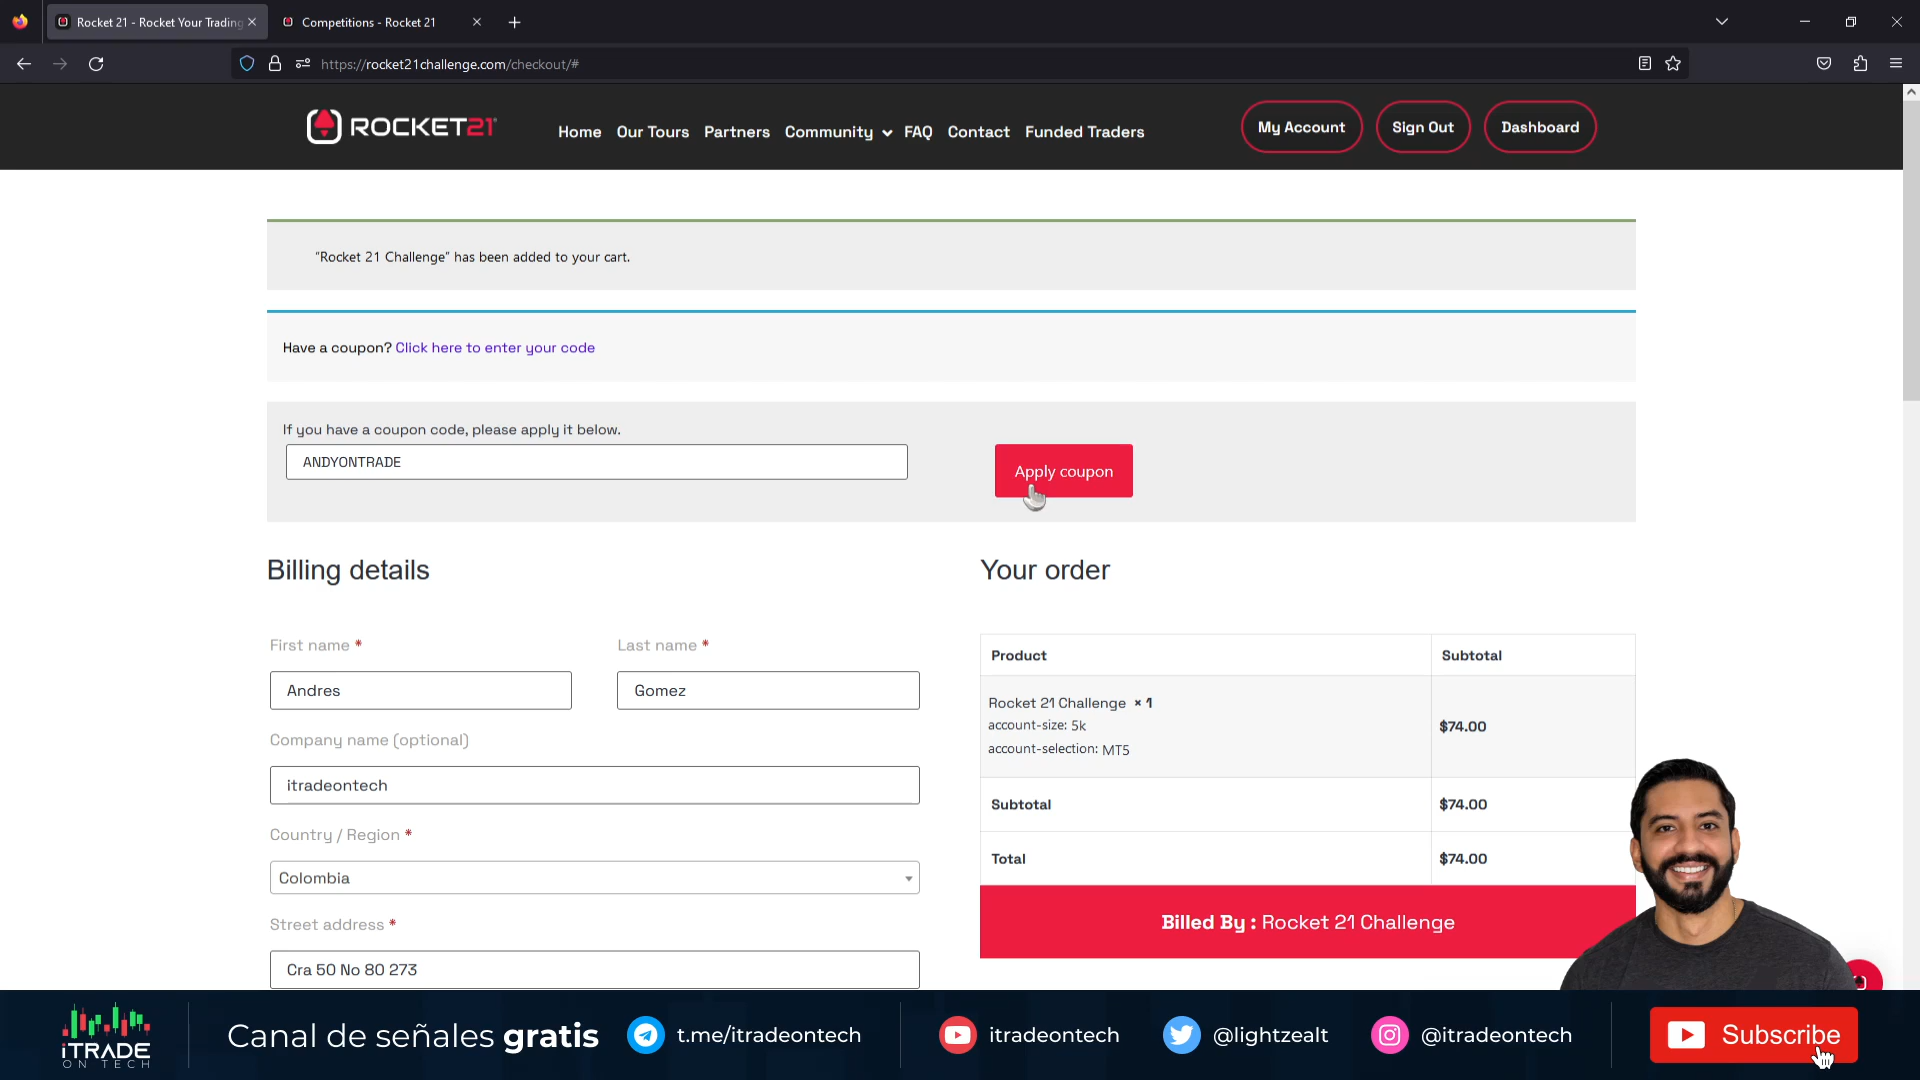 Rocket 21 - Rocket Your Trading
Competitions - Rocket 21
https://rocket21challenge.com/checkout/#
ROCKET21
Home
Our Tours
Partners
Community
FAQ
Contact
Funded Traders
My Account
Sign Out
Dashboard
"Rocket 21 Challenge" has been added to your cart.
Have a coupon? Click here to enter your code
If you have a coupon code, please apply it below.
ANDYONTRADE
Apply coupon
Billing details
Your order
First name *
Last name *
Andres
Gomez
Company name (optional)
itradeontech
Country / Region *
Colombia
Street address *
Cra 50 No 80 273
Product
Subtotal
Rocket 21 Challenge × 1
account-size: 5k
account-selection: MT5
$74.00
Subtotal
$74.00
Total
$74.00
Billed By : Rocket 21 Challenge
iTRADE
ON TECH
Canal de señales gratis
t.me/itradeontech
itradeontech
@lightzealt
@itradeontech
Subscribe